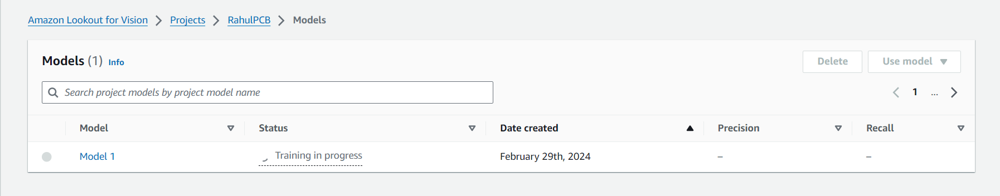 Amazon Lookout for Vision > Projects > RahulPCB > Models
Models (1) Info
Delete
Use model
Search project models by project model name
1 ...
Model Status Date created Precision Recall
Model 1 Training in progress February 29th, 2024 – –